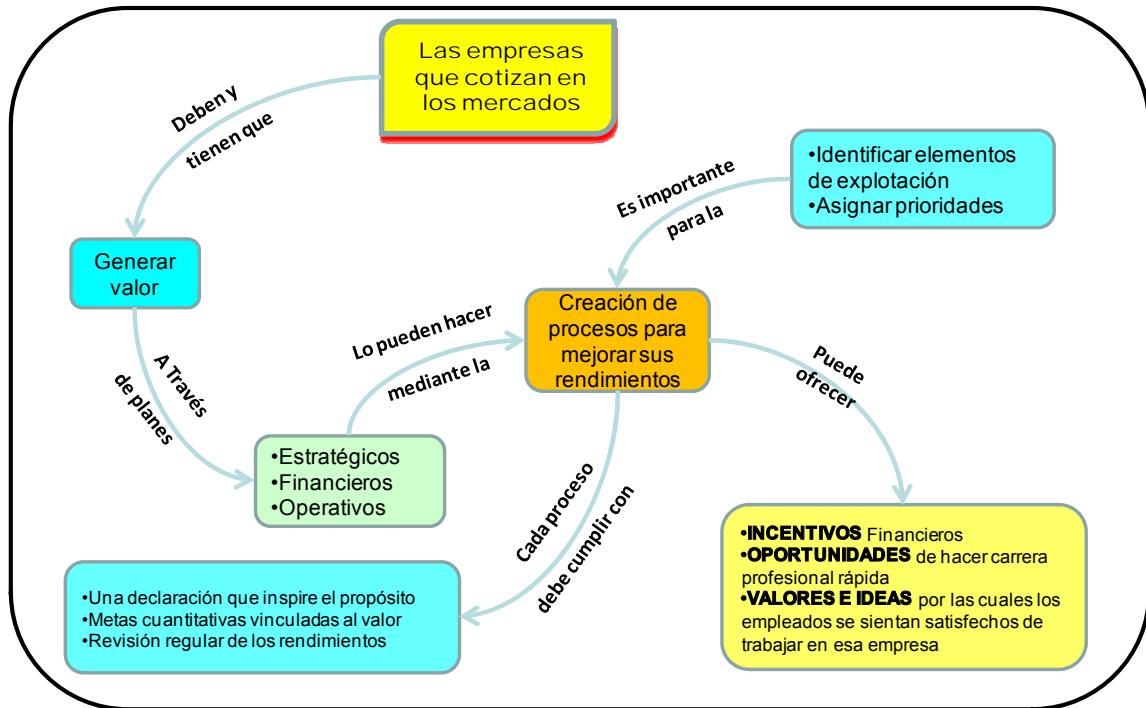 Las empresas
que cotizan en
los mercados
Deben y
tienen que
Generar
valor
A Través
de planes
•Estratégicos
•Financieros
•Operativos
Lo pueden hacer
mediante la
Creación de
procesos para
mejorar sus
rendimientos
Es importante
para la
•Identificar elementos
de explotación
•Asignar prioridades
Cada proceso
debe cumplir con
•Una declaración que inspire el propósito
•Metas cuantitativas vinculadas al valor
•Revisión regular de los rendimientos
Puede
ofrecer
•INCENTIVOS Financieros
•OPORTUNIDADES de hacer carrera
profesional rápida
•VALORES E IDEAS por las cuales los
empleados se sientan satisfechos de
trabajar en esa empresa